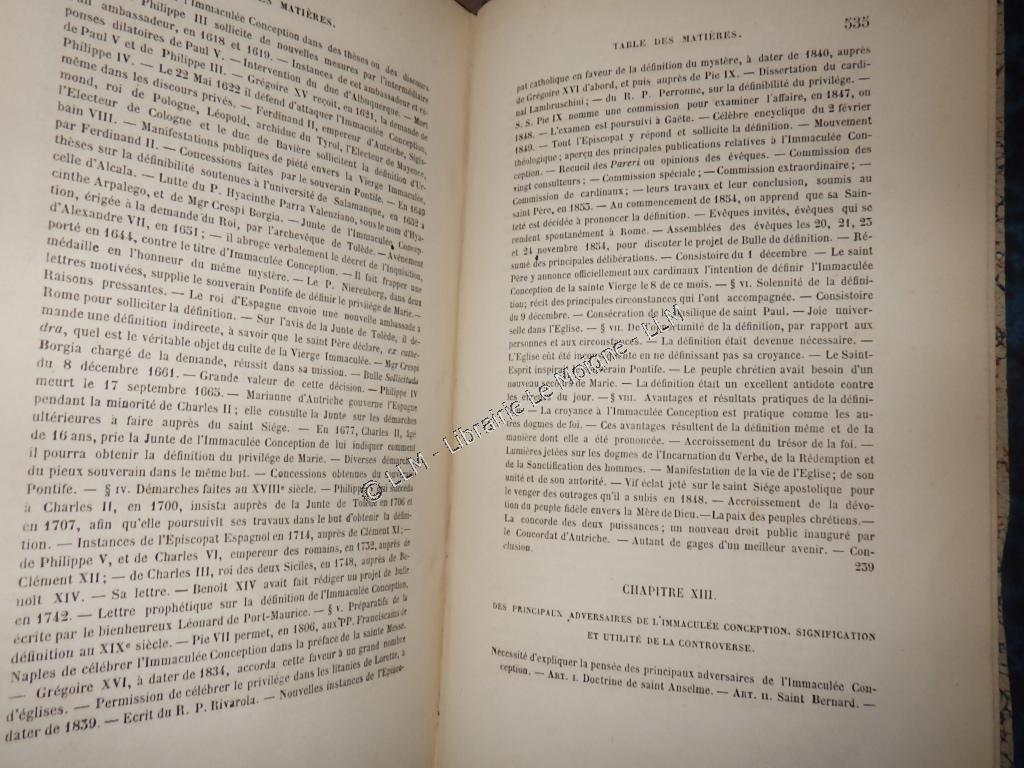 DES MATIÈRES.
l'Immaculée Conception dans des thèses ou des discours
Philippe III sollicite de nouvelles mesures par l'intermédiaire
ambassadeur, en 1618 et 1619. — Instances de cet ambassadeur et ré-
ponses dilatoires de Paul V. — Intervention du duc d'Albuquerque. — Mort
de Paul V et de Philippe III. — Grégoire XV reçoit, en 1621, la demande de
Philippe IV. — Le 22 Mai 1622 il défend d'attaquer l'Immaculée Conception,
même dans les discours privés. — Ferdinand II, empereur d'Autriche, Sigis-
mond, roi de Pologne, Léopold, archiduc du Tyrol, l'Electeur de Mayence,
l'Electeur de Cologne et le duc de Bavière sollicitent la définition d'Ur-
bain VIII. — Manifestations publiques de piété envers la Vierge Immaculée,
par Ferdinand II. — Concessions faites par le souverain Pontife. — En 1649
thèses sur la définibilité soutenues à l'université de Salamanque, en 1652 à
celle d'Alcala. — Lutte du P. Hyacinthe Parra Valenziano, sous le nom d'Hya-
cinthe Arpalego, et de Mgr Crespi Borgia. — Junte de l'Immaculée Concep-
tion, érigée à la demande du Roi, par l'archevêque de Tolède. — Avénement
d'Alexandre VII, en 1651; — il abroge verbalement le décret de l'Inquisition,
porté en 1644, contre le titre d'Immaculée Conception. — Il fait frapper une
médaille en l'honneur du même mystère. — Le P. Nieremberg, dans deux
lettres motivées, supplie le souverain Pontife de définir le privilége de Marie. —
Raisons pressantes. — Le roi d'Espagne envoie une nouvelle ambassade à
Rome pour solliciter la définition. — Sur l'avis de la Junte de Tolède, il de-
mande une définition indirecte, à savoir que le saint Père déclare, ex cathe-
dra, quel est le véritable objet du culte de la Vierge Immaculée. — Mgr Crespi
Borgia chargé de la demande, réussit dans sa mission. — Bulle Sollicitudo
du 8 décembre 1661. — Grande valeur de cette décision. — Philippe IV
meurt le 17 septembre 1665. — Marianne d'Autriche gouverne l'Espagne
pendant la minorité de Charles II; elle consulte la Junte sur les démarches
ultérieures à faire auprès du saint Siége. — En 1677, Charles II, âgé
de 16 ans, prie la Junte de l'Immaculée Conception de lui indiquer comment
il pourra obtenir la définition du privilége de Marie. — Diverses démarches
du pieux souverain dans le même but. — Concessions obtenues du
Pontife. — § IV. Démarches faites au XVIIIe siècle. — Philippe qui succéda
à Charles II, en 1700, insista auprès de la Junte de Tolède en 1706 et
en 1707, afin qu'elle poursuivît ses travaux dans le but d'obtenir la défini-
tion. — Instances de l'Episcopat Espagnol en 1714, auprès de Clément XI; —
de Philippe V, et de Charles VI, empereur des romains, en 1732, auprès de
Clément XII; — de Charles III, roi des deux Siciles, en 1748, auprès de Be-
noît XIV. — Sa lettre. — Benoît XIV avait fait rédiger un projet de bulle
en 1742. — Lettre prophétique sur la définition de l'Immaculée Conception,
écrite par le bienheureux Léonard de Port-Maurice. — § v. Préparatifs de la
définition au XIXe siècle. — Pie VII permet, en 1806, aux PP. Franciscains de
Naples de célébrer l'Immaculée Conception dans la préface de la sainte Messe.
— Grégoire XVI, à dater de 1834, accorda cette faveur à un grand nombre
d'églises. — Permission de célébrer le privilége dans les litanies de Lorette, à
dater de 1839. — Ecrit du R. P. Rivarola. — Nouvelles instances de l'Episco-
TABLE DES MATIÈRES.
535
pat catholique en faveur de la définition du mystère, à dater de 1840, auprès
de Grégoire XVI d'abord, et puis auprès de Pie IX. — Dissertation du cardi-
nal Lambruschini; — du R. P. Perronne, sur la définibilité du privilége. —
S. S. Pie IX nomme une commission pour examiner l'affaire, en 1847, ou
1848. — L'examen est poursuivi à Gaëte. — Célèbre encyclique du 2 février
1849. — Tout l'Episcopat y répond et sollicite la définition. — Mouvement
théologique; aperçu des principales publications relatives à l'Immaculée Con-
ception. — Recueil des Pareri ou opinions des évêques. — Commission des
vingt consulteurs; — Commission spéciale; — Commission extraordinaire; —
Commission de cardinaux; — leurs travaux et leur conclusion, soumis au
saint Père, en 1853. — Au commencement de 1854, on apprend que sa Sain-
teté est décidée à prononcer la définition. — Evêques invités, évêques qui se
rendent spontanément à Rome. — Assemblées des évêques les 20, 21, 23
et 24 novembre 1854, pour discuter le projet de Bulle de définition. — Ré-
sumé des principales délibérations. — Consistoire du 1 décembre — Le saint
Père y annonce officiellement aux cardinaux l'intention de définir l'Immaculée
Conception de la sainte Vierge le 8 de ce mois. — § VI. Solennité de la défini-
tion; récit des principales circonstances qui l'ont accompagnée. — Consistoire
du 9 décembre. — Consécration de la Basilique de saint Paul. — Joie univer-
selle dans l'Eglise. — § VII. De l'opportunité de la définition, par rapport aux
personnes et aux circonstances. — La définition était devenue nécessaire. —
L'Eglise eût été incomplète en ne définissant pas sa croyance. — Le Saint-
Esprit inspirait le souverain Pontife. — Le peuple chrétien avait besoin d'un
nouveau secours de Marie. — La définition était un excellent antidote contre
les erreurs du jour. — § VIII. Avantages et résultats pratiques de la défini-
tion. — La croyance à l'Immaculée Conception est pratique comme les au-
tres dogmes de foi. — Ces avantages résultent de la définition même et de la
manière dont elle a été prononcée. — Accroissement du trésor de la foi. —
Lumières jetées sur les dogmes de l'Incarnation du Verbe, de la Rédemption et
de la Sanctification des hommes. — Manifestation de la vie de l'Eglise; de son
unité et de son autorité. — Vif éclat jeté sur le saint Siége apostolique pour
le venger des outrages qu'il a subis en 1848. — Accroissement de la dévo-
tion du peuple fidèle envers la Mère de Dieu. — La paix des peuples chrétiens. —
La concorde des deux puissances; un nouveau droit public inauguré par
le Concordat d'Autriche. — Autant de gages d'un meilleur avenir. — Con-
clusion.
239
CHAPITRE XIII.
DES PRINCIPAUX ADVERSAIRES DE L'IMMACULÉE CONCEPTION. SIGNIFICATION
ET UTILITÉ DE LA CONTROVERSE.
Nécessité d'expliquer la pensée des principaux adversaires de l'Immaculée Con-
ception. — ART. I. Doctrine de saint Anselme. — ART. II. Saint Bernard. —
© LLM - Librairie Le Moigne - LLM